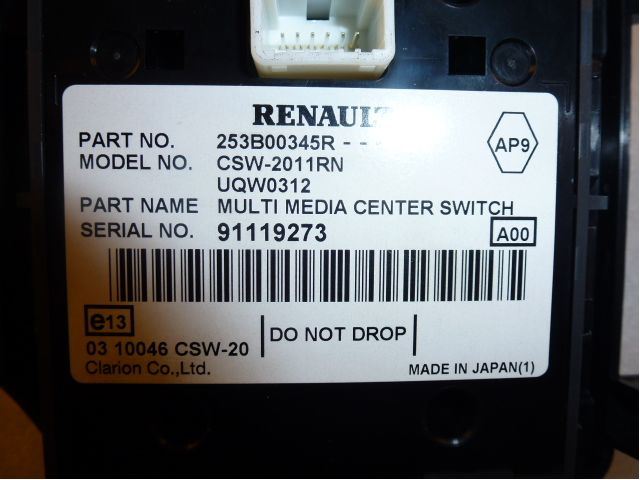 RENAULT
PART NO. 253B00345R - - -
AP9
MODEL NO. CSW-2011RN
UQW0312
PART NAME MULTI MEDIA CENTER SWITCH
SERIAL NO. 91119273
A00
e13
DO NOT DROP
03 10046 CSW-20
Clarion Co.,Ltd.
MADE IN JAPAN(1)